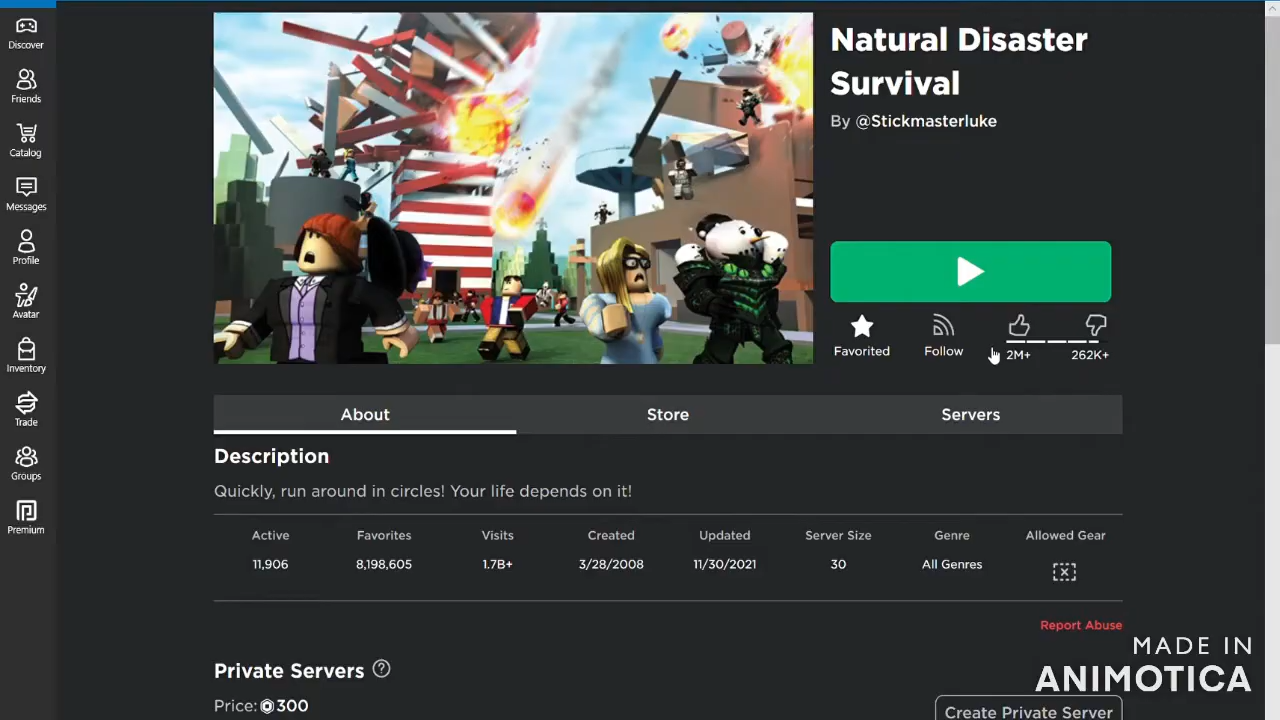 Discover
Friends
Catalog
Messages
Profile
Avatar
Inventory
Trade
Groups
Premium
Natural Disaster
Survival
By @Stickmasterluke
Favorited
Follow
2M+
262K+
About
Store
Servers
Description
Quickly, run around in circles! Your life depends on it!
Active
Favorites
Visits
Created
Updated
Server Size
Genre
Allowed Gear
11,906
8,198,605
1.7B+
3/28/2008
11/30/2021
30
All Genres
Report Abuse
Private Servers
Price: 300
Create Private Server
MADE IN
ANIMOTICA